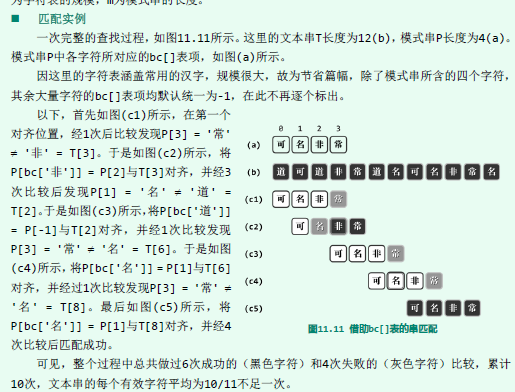 为字符表的规模，m为模式串的长度。
■ 匹配实例
一次完整的查找过程，如图11.11所示。这里的文本串T长度为12(b)，模式串P长度为4(a)。
模式串P中各字符所对应的bc[]表项，如图(a)所示。
因这里的字符表涵盖常用的汉字，规模很大，故为节省篇幅，除了模式串所含的四个字符，
其余大量字符的bc[]表项均默认统一为-1，在此不再逐个标出。
以下，首先如图(c1)所示，在第一个
对齐位置，经1次后比较发现P[3] = '常'
≠ '非' = T[3]。于是如图(c2)所示，将
P[bc['非']] = P[2]与T[3]对齐，并经3
次比较后发现P[1] = '名' ≠ '道' =
T[2]。于是如图(c3)所示，将P[bc['道']]
= P[-1]与T[2]对齐，并经1次比较发现
P[3] = '常' ≠ '名' = T[6]。于是如图
(c4)所示，将P[bc['名']] = P[1]与T[6]
对齐，并经过1次比较发现P[3] = '常' ≠
'名' = T[8]。最后如图(c5)所示，将
P[bc['名']] = P[1]与T[8]对齐，并经4
次比较后匹配成功。
0 1 2 3
(a) 可 名 非 常
(b) 道 可 道 非 常 道 名 可 名 非 常 名
(c1) 可 名 非 常
(c2) 可 名 非 常
(c3) 可 名 非 常
(c4) 可 名 非 常
(c5) 可 名 非 常
图11.11 借助bc[]表的串匹配
可见，整个过程中总共做过6次成功的（黑色字符）和4次失败的（灰色字符）比较，累计
10次，文本串的每个有效字符平均为10/11不足一次。